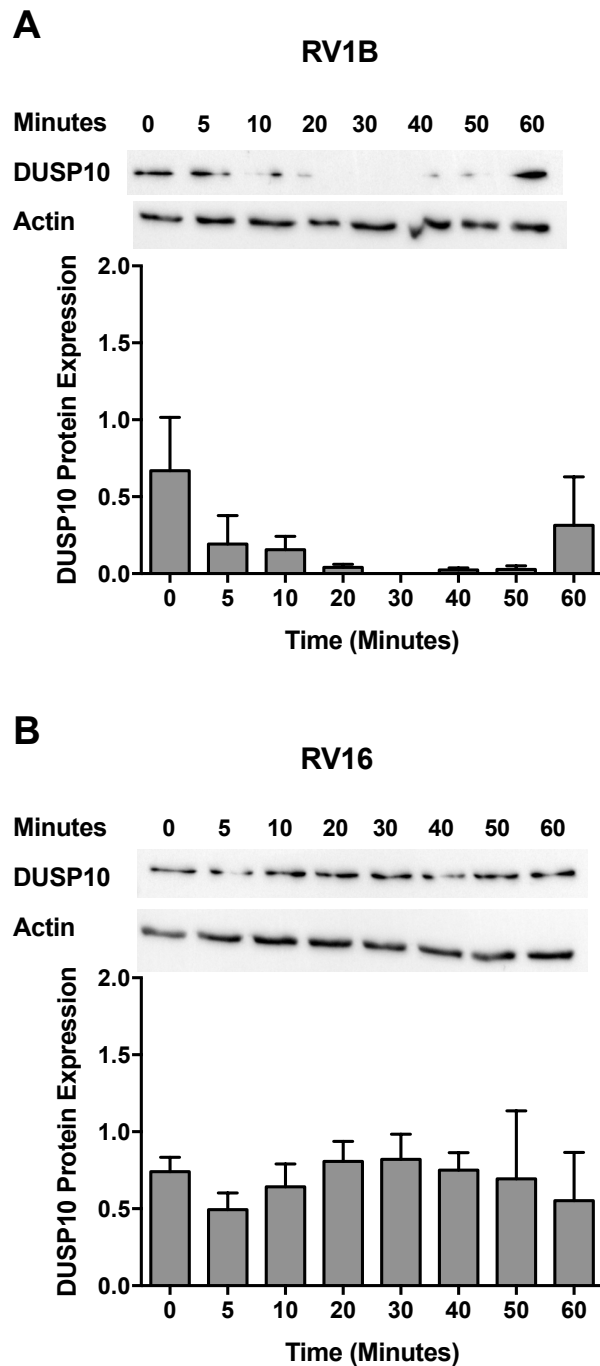 A
RV1B
Minutes 0 5 10 20 30 40 50 60
DUSP10
Actin
DUSP10 Protein Expression
2.0
1.5
1.0
0.5
0.0
0 5 10 20 30 40 50 60
Time (Minutes)
B
RV16
Minutes 0 5 10 20 30 40 50 60
DUSP10
Actin
DUSP10 Protein Expression
2.0
1.5
1.0
0.5
0.0
0 5 10 20 30 40 50 60
Time (Minutes)